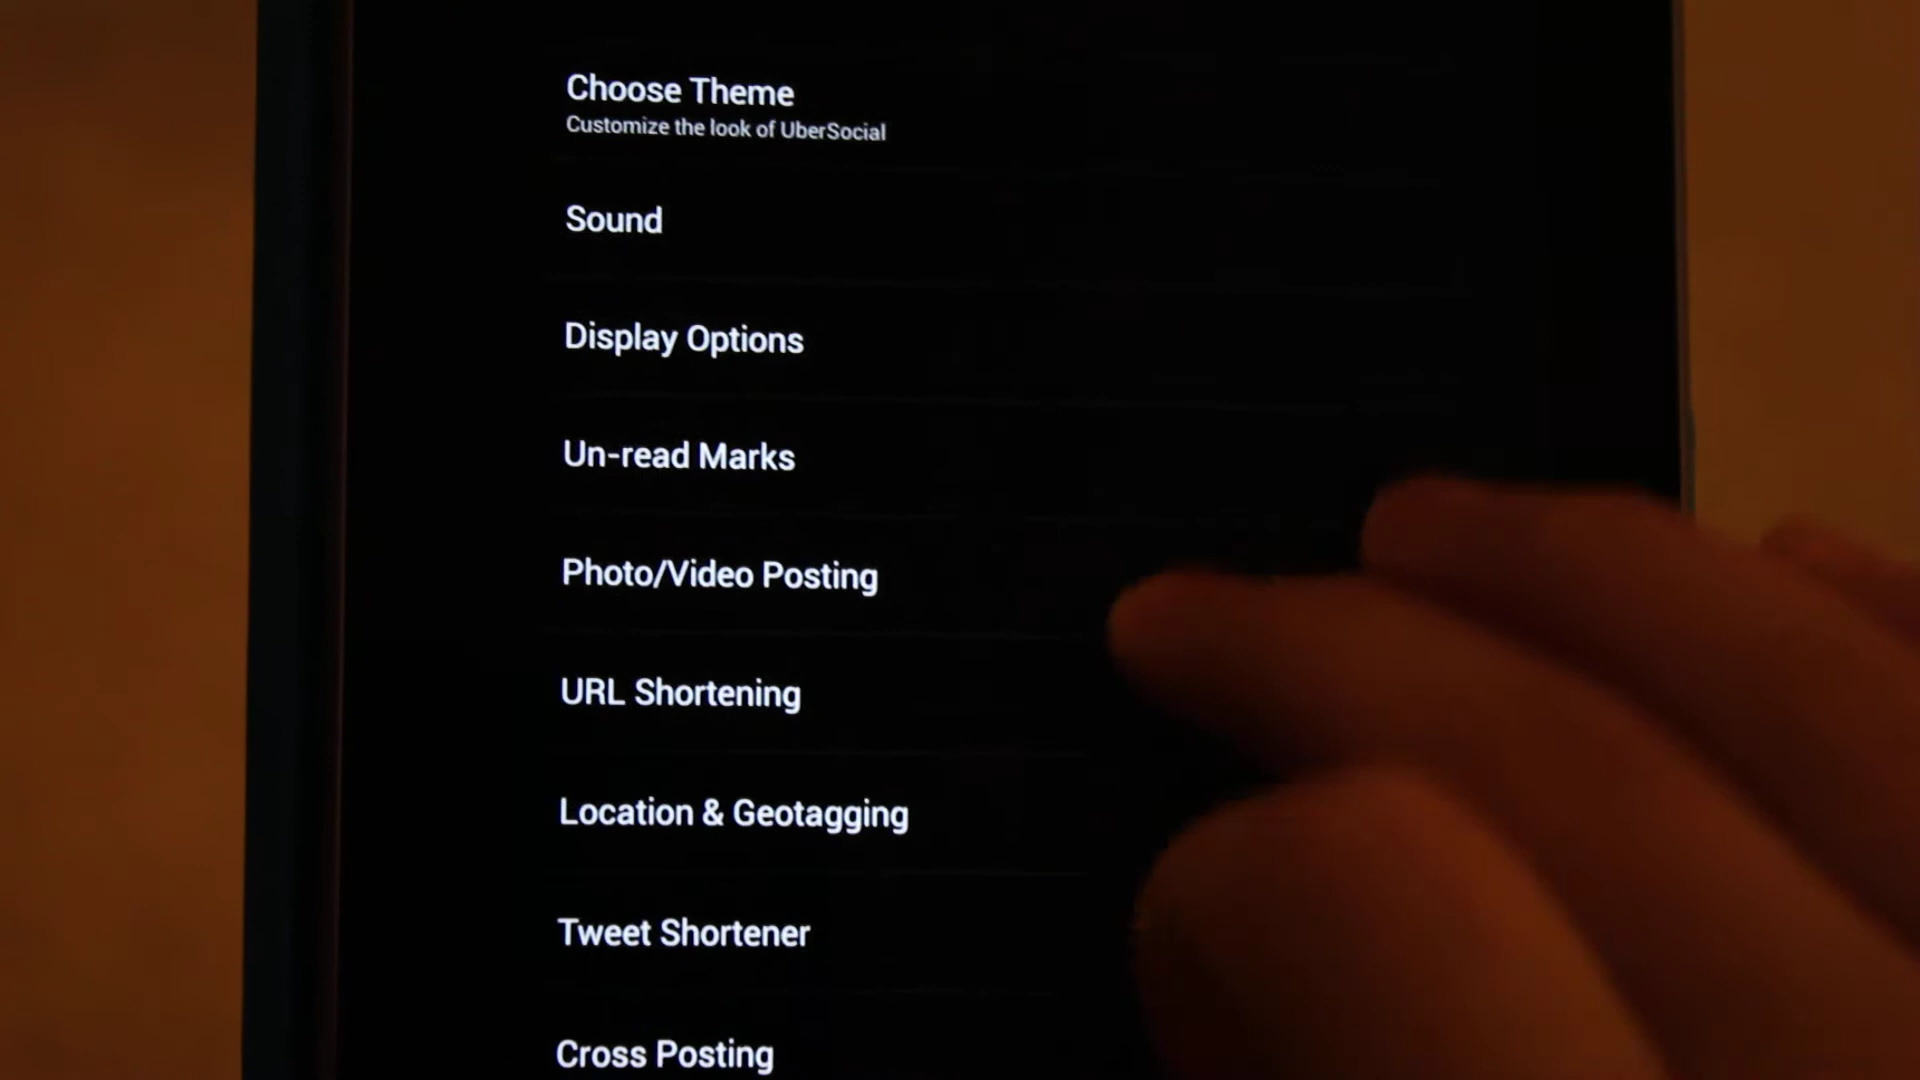 Choose Theme
Customize the look of UberSocial
Sound
Display Options
Un-read Marks
Photo/Video Posting
URL Shortening
Location & Geotagging
Tweet Shortener
Cross Posting